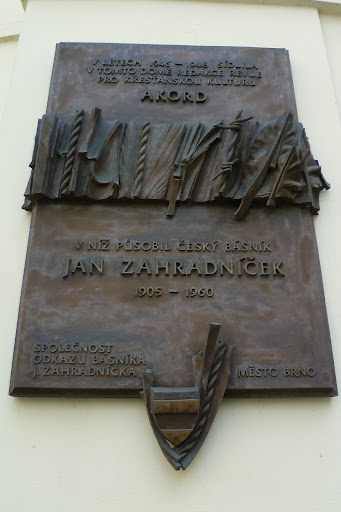 V LETECH 1946 – 1948 SÍDLILA
V TOMTO DOMĚ REDAKCE REVUE
PRO KŘESŤANSKOU KULTURU
AKORD
V NÍŽ PŮSOBIL ČESKÝ BÁSNÍK
JAN ZAHRADNÍČEK
1905 – 1960
SPOLEČNOST
ODKAZU BÁSNÍKA
J. ZAHRADNÍČKA
MĚSTO BRNO